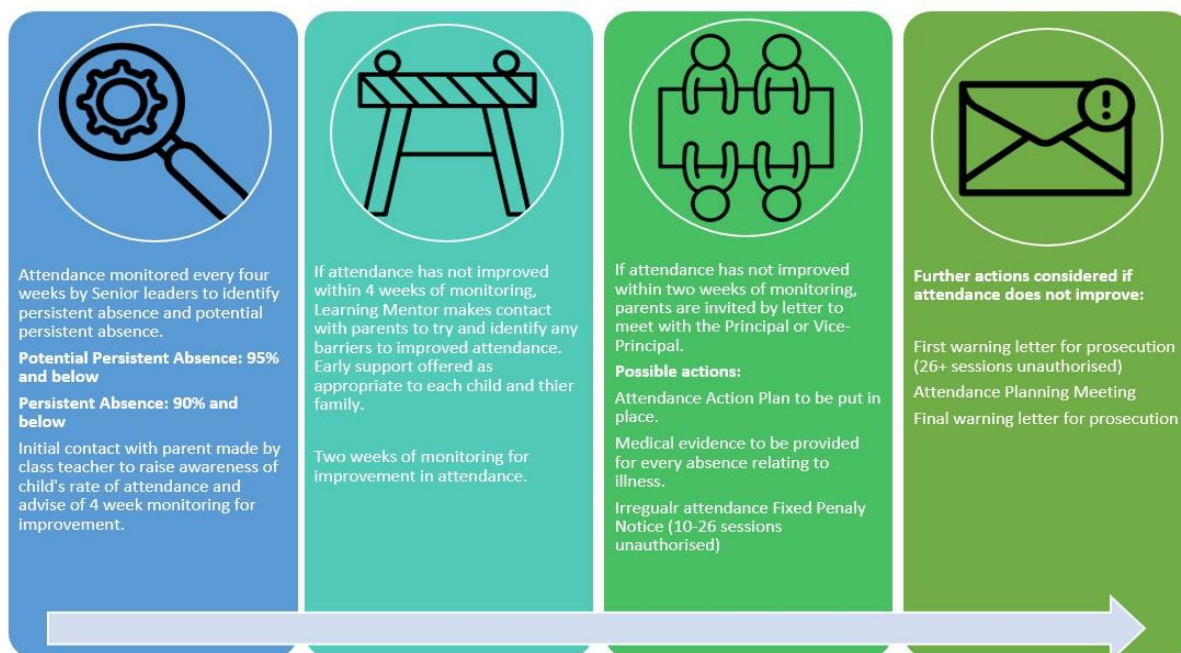 Attendance monitored every four
weeks by Senior leaders to identify
persistent absence and potential
persistent absence.
Potential Persistent Absence: 95%
and below
Persistent Absence: 90% and
below
Initial contact with parent made by
class teacher to raise awareness of
child's rate of attendance and
advise of 4 week monitoring for
improvement.
If attendance has not improved
within 4 weeks of monitoring,
Learning Mentor makes contact
with parents to try and identify any
barriers to improved attendance.
Early support offered as
appropriate to each child and thier
family.
Two weeks of monitoring for
improvement in attendance.
If attendance has not improved
within two weeks of monitoring,
parents are invited by letter to
meet with the Principal or Vice-
Principal.
Possible actions:
Attendance Action Plan to be put in
place.
Medical evidence to be provided
for every absence relating to
illness.
Irregualr attendance Fixed Penaly
Notice (10-26 sessions
unauthorised)
Further actions considered if
attendance does not improve:
First warning letter for prosecution
(26+ sessions unauthorised)
Attendance Planning Meeting
Final warning letter for prosecution